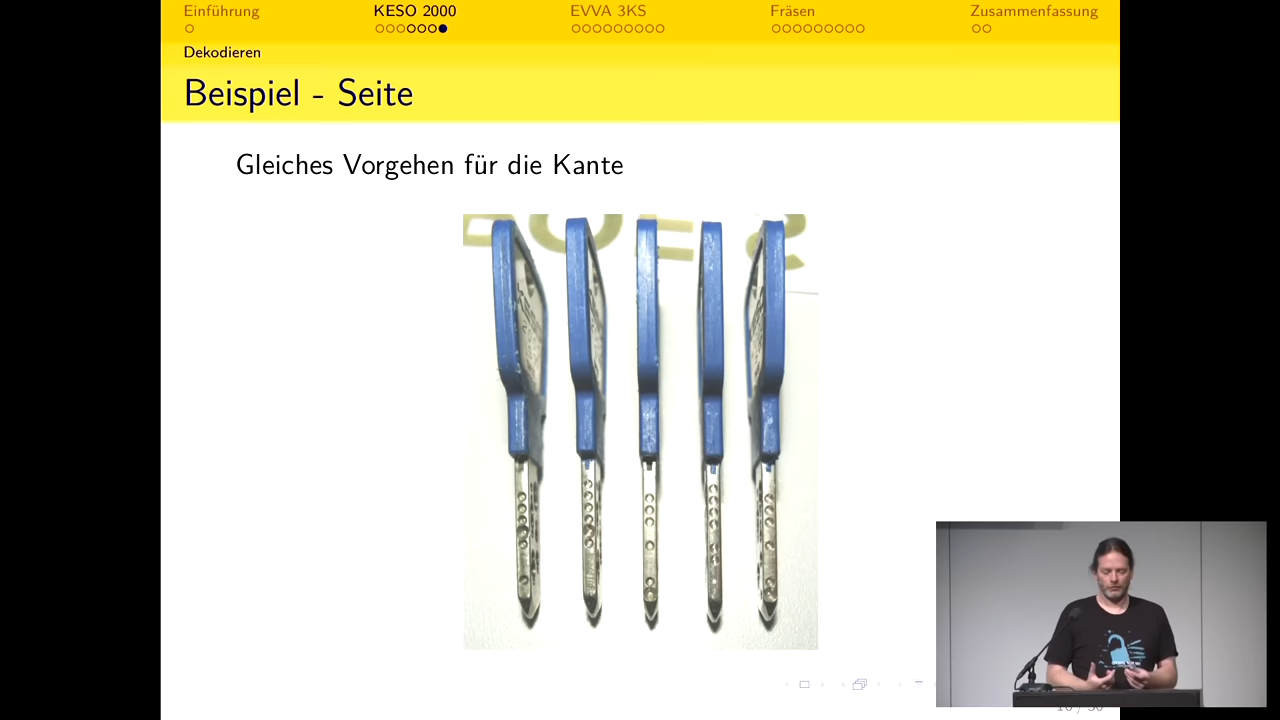 Einführung
KESO 2000
EVVA 3KS
Fräsen
Zusammenfassung
Dekodieren
Beispiel - Seite
Gleiches Vorgehen für die Kante